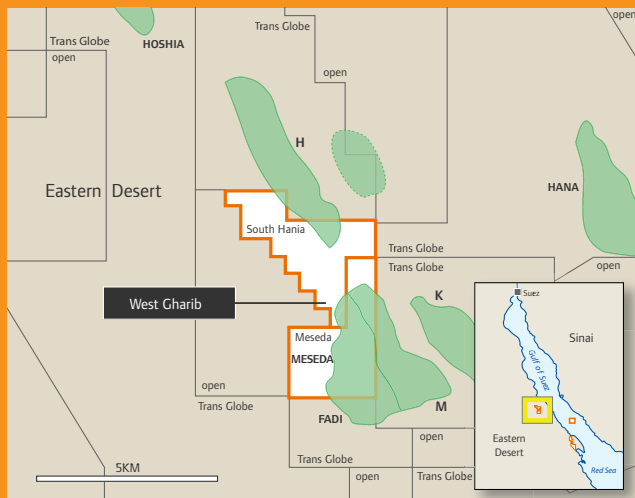 Trans Globe
open
HOSHIA
Trans Globe
open
open
H
Eastern Desert
HANA
South Hania
Trans Globe
Trans Globe
open
West Gharib
K
Meseda
MESEDA
open
Trans Globe
FADI
M
open
Trans Globe
open
Trans Globe
5KM
Suez
Sinai
Gulf of Suez
Eastern
Desert
Red Sea